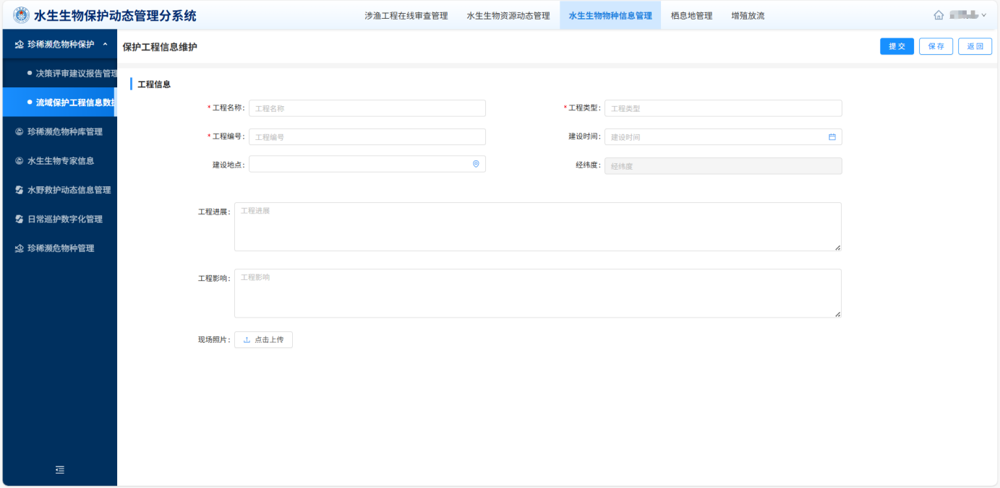 水生生物保护动态管理分系统
涉渔工程在线审查管理 水生生物资源动态管理 水生生物物种信息管理 栖息地管理 增殖放流
珍稀濒危物种保护
决策评审建议报告管理
流域保护工程信息数据
珍稀濒危物种库管理
水生生物专家信息
水野救护动态信息管理
日常巡护数字化管理
珍稀濒危物种管理
保护工程信息维护
提交 保存 返回
工程信息
*工程名称: 工程名称 *工程类型: 工程类型
*工程编号: 工程编号 建设时间: 建设时间
建设地点: 经纬度: 经纬度
工程进展: 工程进展
工程影响: 工程影响
现场照片: 点击上传